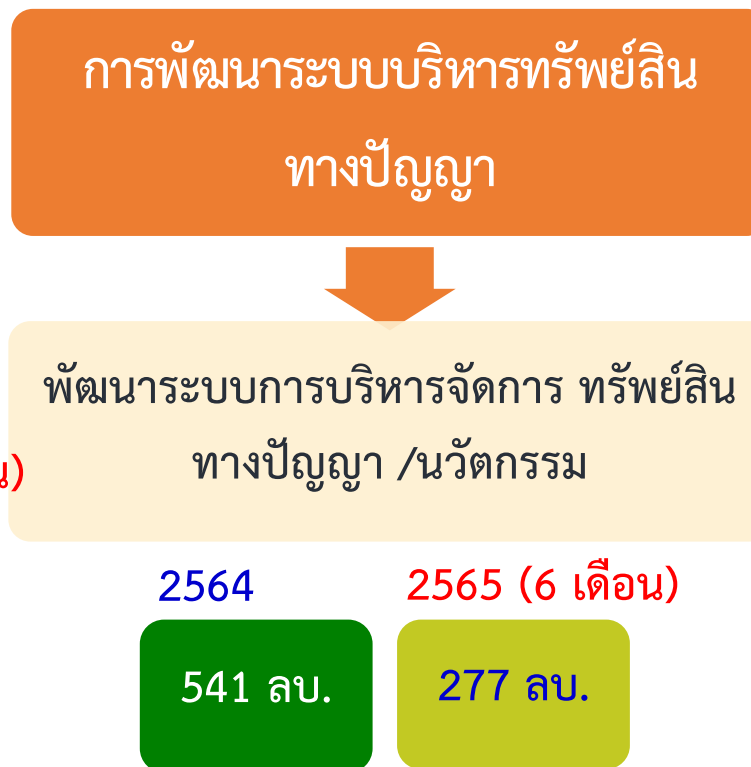 การพัฒนาระบบบริหารทรัพย์สิน
ทางปัญญา
พัฒนาระบบการบริหารจัดการ ทรัพย์สิน
ทางปัญญา /นวัตกรรม
น)
2564
2565 (6 เดือน)
541 ลบ.
277 ลบ.